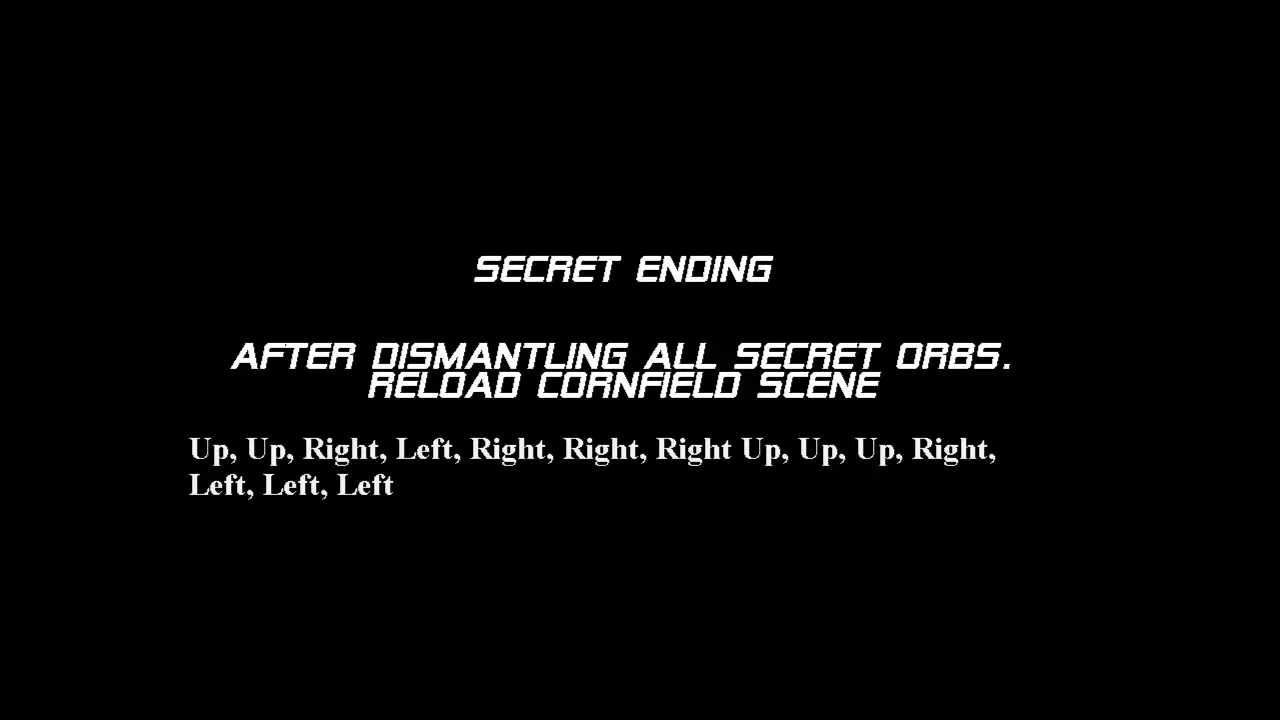 SECRET ENDING
AFTER DISMANTLING ALL SECRET ORBS.
RELOAD CORNFIELD SCENE
Up, Up, Right, Left, Right, Right, Right Up, Up, Up, Right,
Left, Left, Left